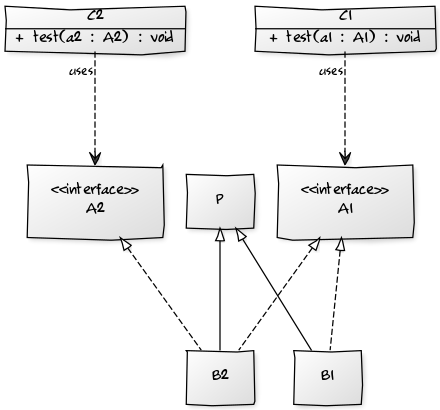 C2
+ test(a2 : A2) : void
C1
+ test(a1 : A1) : void
uses
uses
<<interface>>
A2
P
<<interface>>
A1
B2
B1